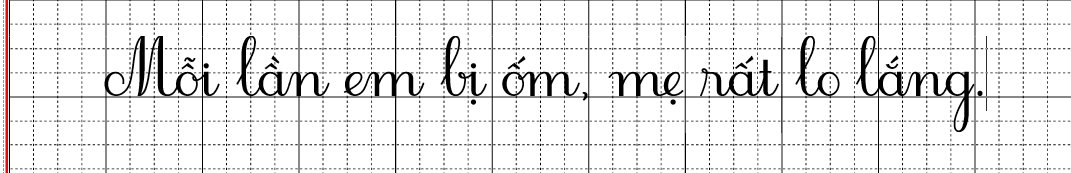 Mỗi lần em bị ốm, mẹ rất lo lắng.